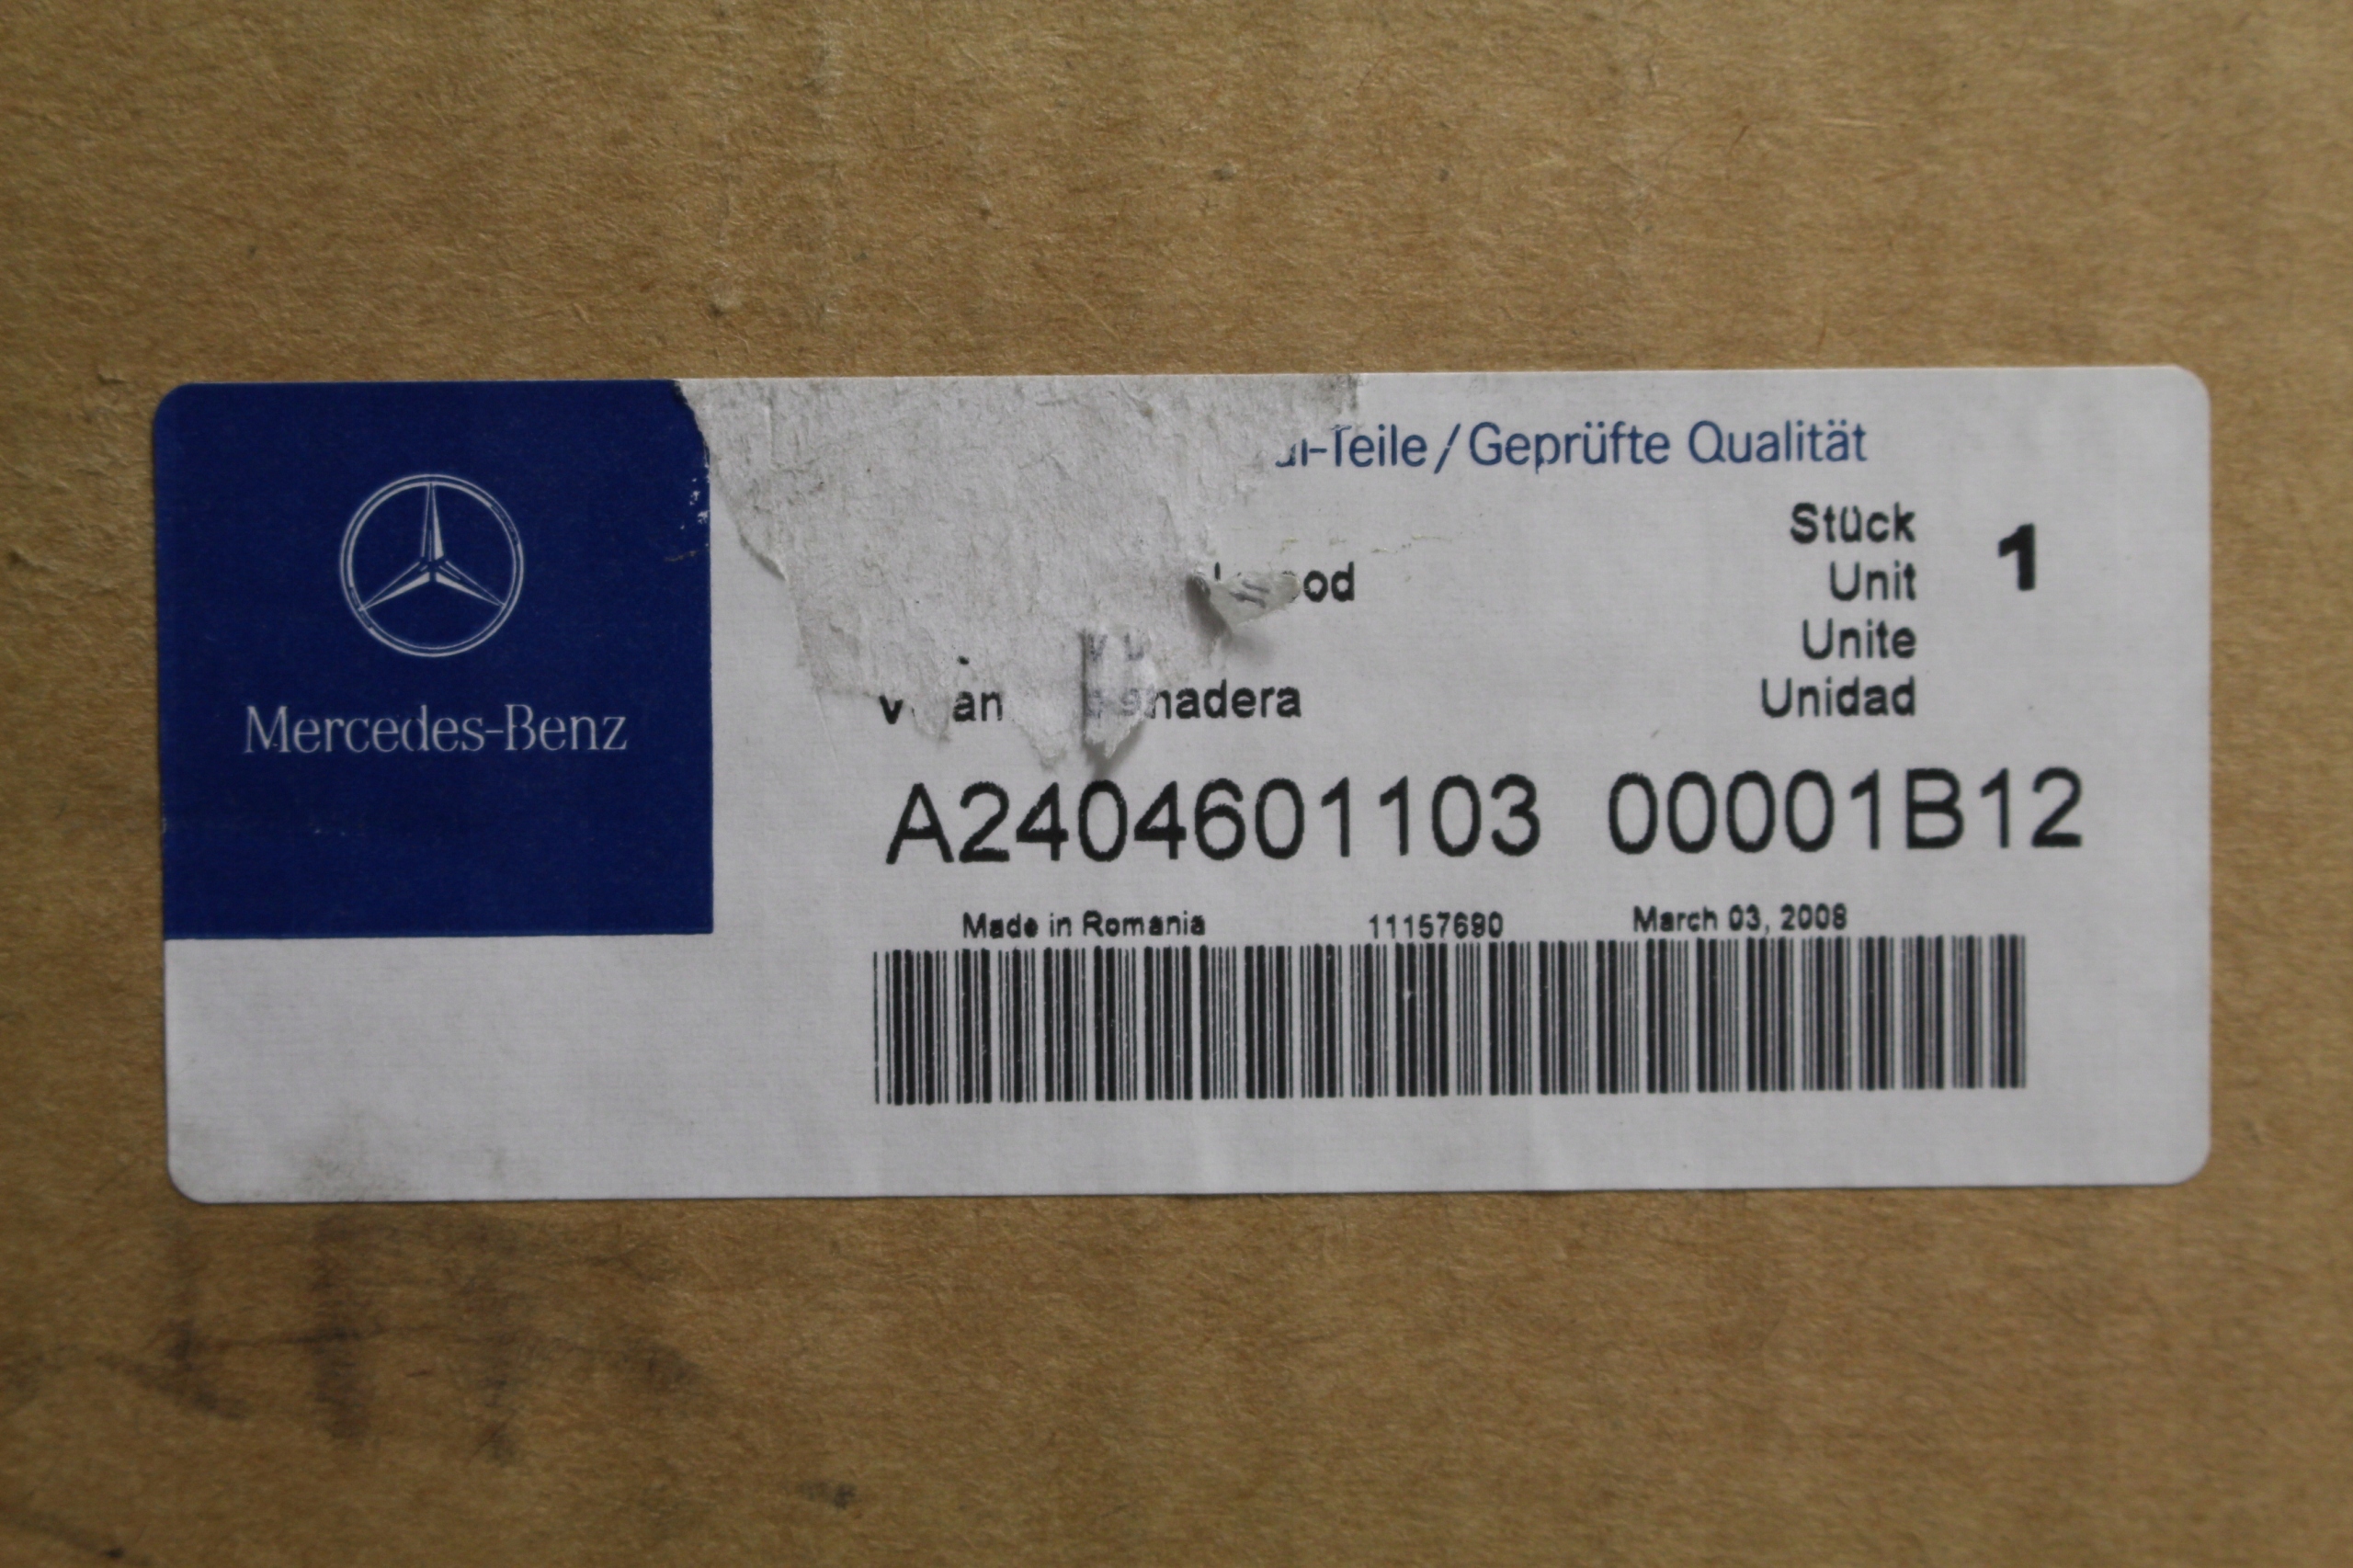 Mercedes-Benz
-Teile/Geprüfte Qualität
Stück 1
Unit
Unite
Unidad
A2404601103 00001B12
Made in Romania 11157690 March 03, 2008